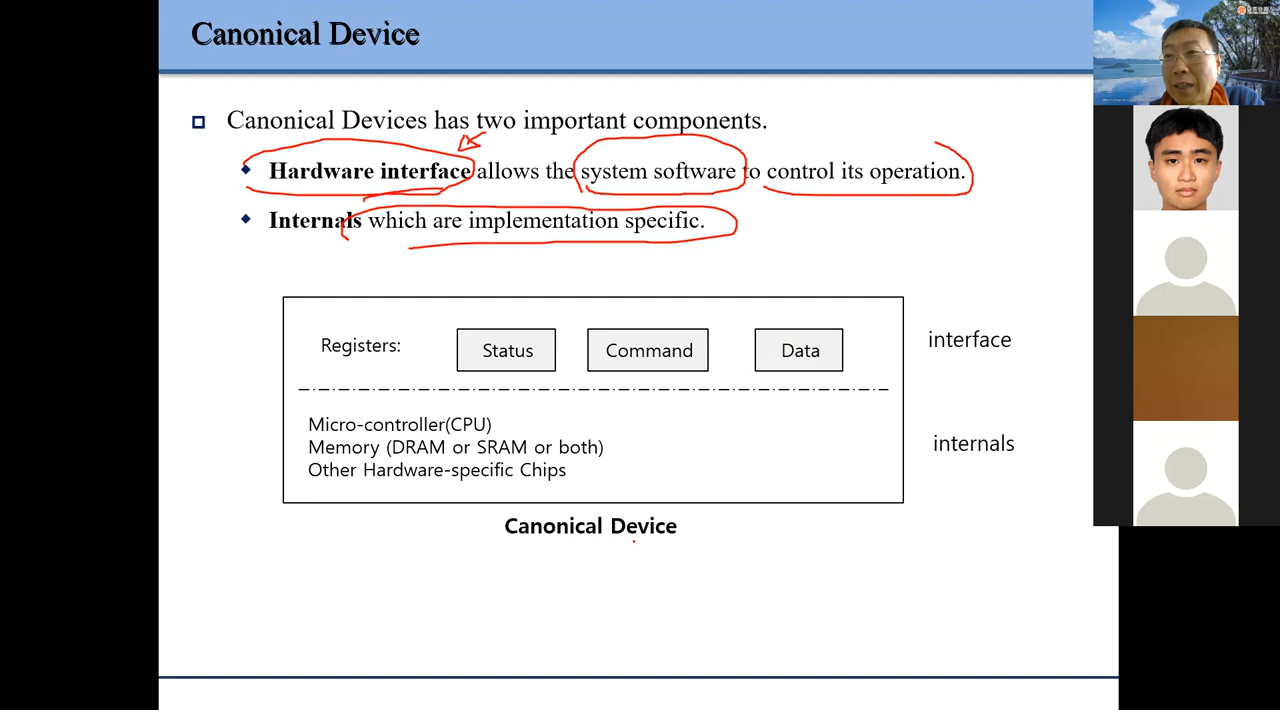 Canonical Device
Canonical Devices has two important components.
Hardware interface allows the system software to control its operation.
Internals which are implementation specific.
Registers:
Status
Command
Data
interface
Micro-controller(CPU)
Memory (DRAM or SRAM or both)
Other Hardware-specific Chips
internals
Canonical Device